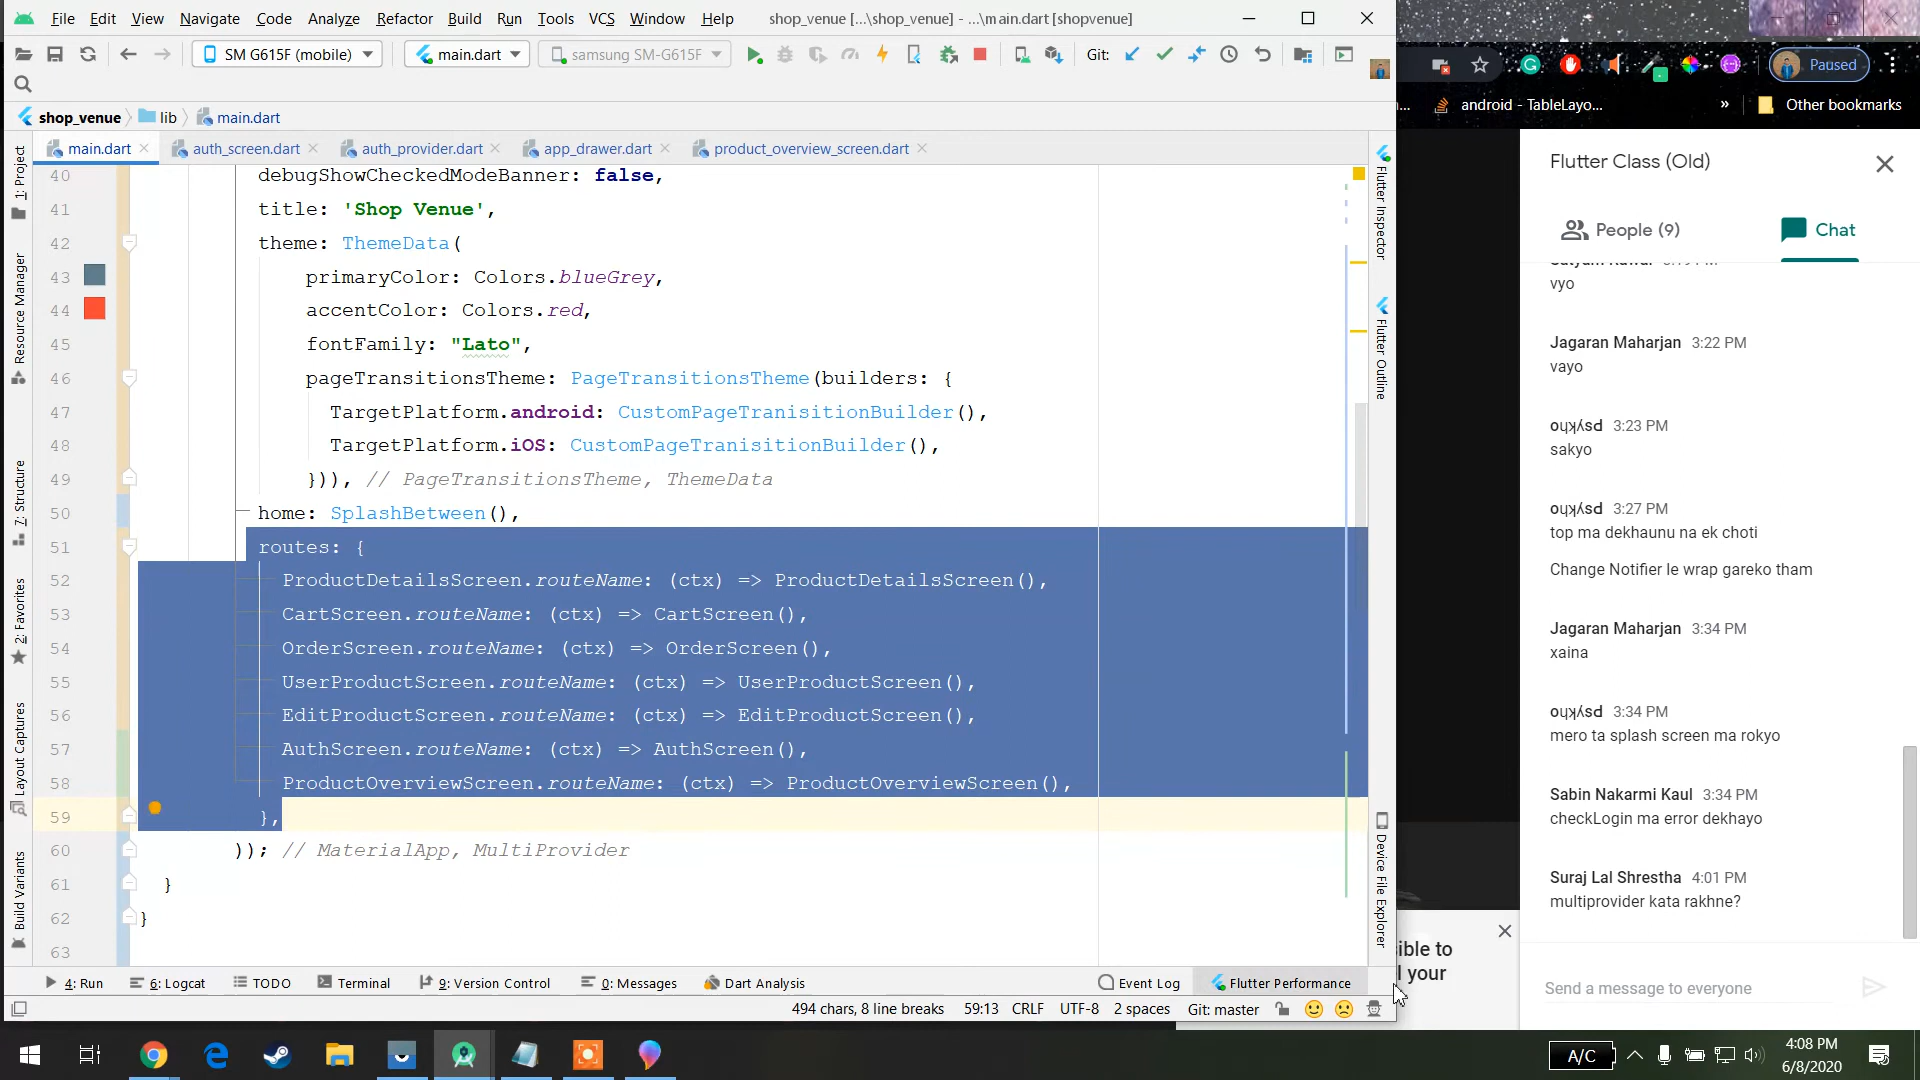 File Edit View Navigate Code Analyze Refactor Build Run Tools VCS Window Help shop_venue [...\shop_venue] - ...\main.dart [shopvenue]
SM G615F (mobile) main.dart samsung SM-G615F Git:
shop_venue lib main.dart
main.dart auth_screen.dart auth_provider.dart app_drawer.dart product_overview_screen.dart
40 debugShowCheckedModeBanner: false,
41 title: 'Shop Venue',
42 theme: ThemeData(
43 primaryColor: Colors.blueGrey,
44 accentColor: Colors.red,
45 fontFamily: "Lato",
46 pageTransitionsTheme: PageTransitionsTheme(builders: {
47 TargetPlatform.android: CustomPageTranisitionBuilder(),
48 TargetPlatform.iOS: CustomPageTranisitionBuilder(),
49 })), // PageTransitionsTheme, ThemeData
50 home: SplashBetween(),
51 routes: {
52 ProductDetailsScreen.routeName: (ctx) => ProductDetailsScreen(),
53 CartScreen.routeName: (ctx) => CartScreen(),
54 OrderScreen.routeName: (ctx) => OrderScreen(),
55 UserProductScreen.routeName: (ctx) => UserProductScreen(),
56 EditProductScreen.routeName: (ctx) => EditProductScreen(),
57 AuthScreen.routeName: (ctx) => AuthScreen(),
58 ProductOverviewScreen.routeName: (ctx) => ProductOverviewScreen(),
59 },
60 )); // MaterialApp, MultiProvider
61 }
62 }
63
1: Project
Resource Manager
7: Structure
2: Favorites
Layout Captures
Build Variants
Flutter Inspector
Flutter Outline
Device File Explorer
4: Run 6: Logcat TODO Terminal 9: Version Control 0: Messages Dart Analysis Event Log Flutter Performance
494 chars, 8 line breaks 59:13 CRLF UTF-8 2 spaces Git: master
Paused
... android - TableLayo... » Other bookmarks
Flutter Class (Old)
People (9) Chat
vyo
Jagaran Maharjan 3:22 PM
vayo
3:23 PM
sakyo
3:27 PM
top ma dekhaunu na ek choti
Change Notifier le wrap gareko tham
Jagaran Maharjan 3:34 PM
xaina
3:34 PM
mero ta splash screen ma rokyo
Sabin Nakarmi Kaul 3:34 PM
checkLogin ma error dekhayo
Suraj Lal Shrestha 4:01 PM
multiprovider kata rakhne?
Send a message to everyone
sible to
your
A/C
4:08 PM
6/8/2020